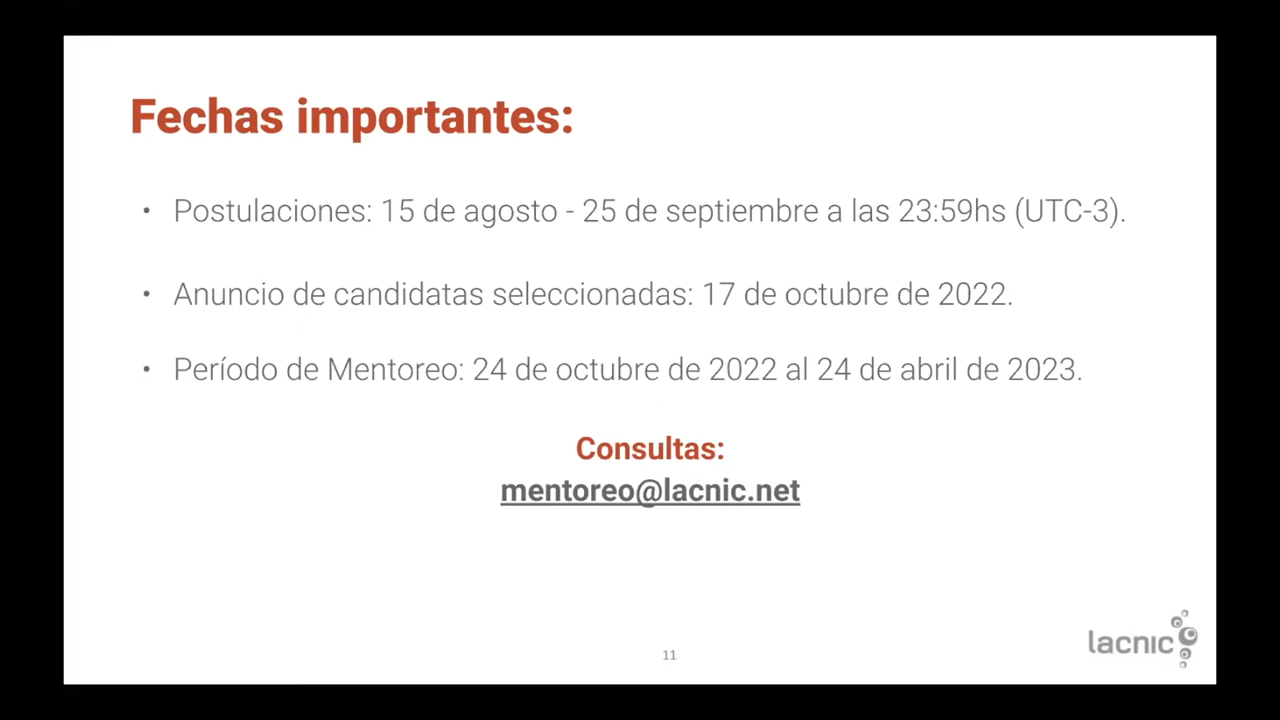 Fechas importantes:
• Postulaciones: 15 de agosto - 25 de septiembre a las 23:59hs (UTC-3).
• Anuncio de candidatas seleccionadas: 17 de octubre de 2022.
• Período de Mentoreo: 24 de octubre de 2022 al 24 de abril de 2023.
Consultas:
mentoreo@lacnic.net
11
lacnic